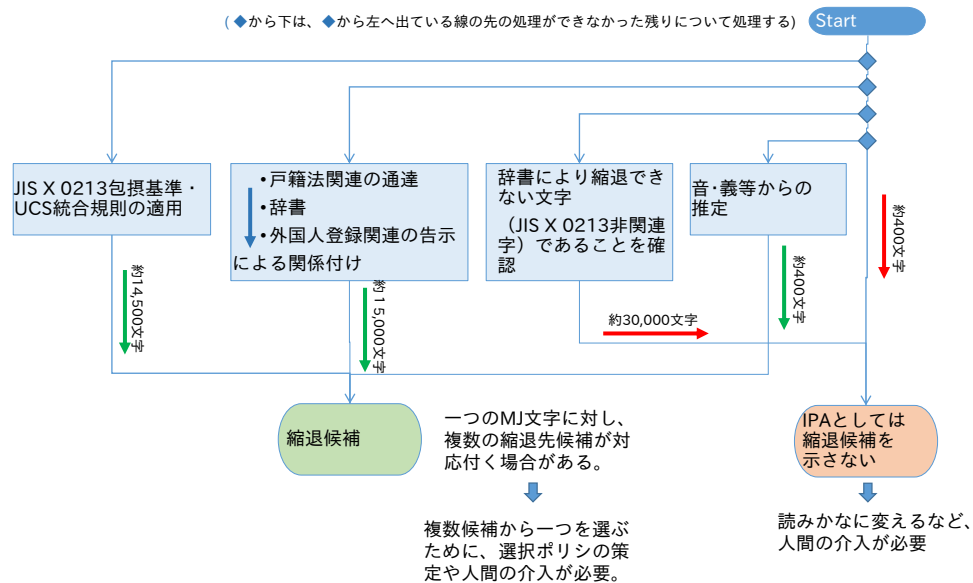 ( ◆から下は、◆から左へ出ている線の先の処理ができなかった残りについて処理する)
Start
JIS X 0213包摂基準・
UCS統合規則の適用
•戸籍法関連の通達
•辞書
•外国人登録関連の告示
による関係付け
辞書により縮退でき
ない文字
（JIS X 0213非関連
字）であることを確
認
音・義等からの
推定
約400文字
約14,500文字
約15,000文字
約30,000文字
約400文字
縮退候補
一つのMJ文字に対し、
複数の縮退先候補が対
応付く場合がある。
複数候補から一つを選ぶ
ために、選択ポリシの策
定や人間の介入が必要。
IPAとしては
縮退候補を
示さない
読みかなに変えるなど、
人間の介入が必要